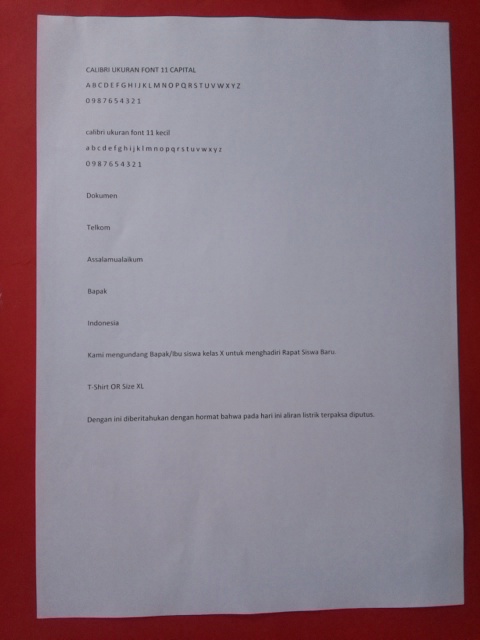 CALIBRI UKURAN FONT 11 CAPITAL
A B C D E F G H I J K L M N O P Q R S T U V W X Y Z
0 9 8 7 6 5 4 3 2 1
calibri ukuran font 11 kecil
a b c d e f g h i j k l m n o p q r s t u v w x y z
0 9 8 7 6 5 4 3 2 1
Dokumen
Telkom
Assalamualaikum
Bapak
Indonesia
Kami mengundang Bapak/Ibu siswa kelas X untuk menghadiri Rapat Siswa Baru.
T-Shirt OR Size XL
Dengan ini diberitahukan dengan hormat bahwa pada hari ini aliran listrik terpaksa diputus.